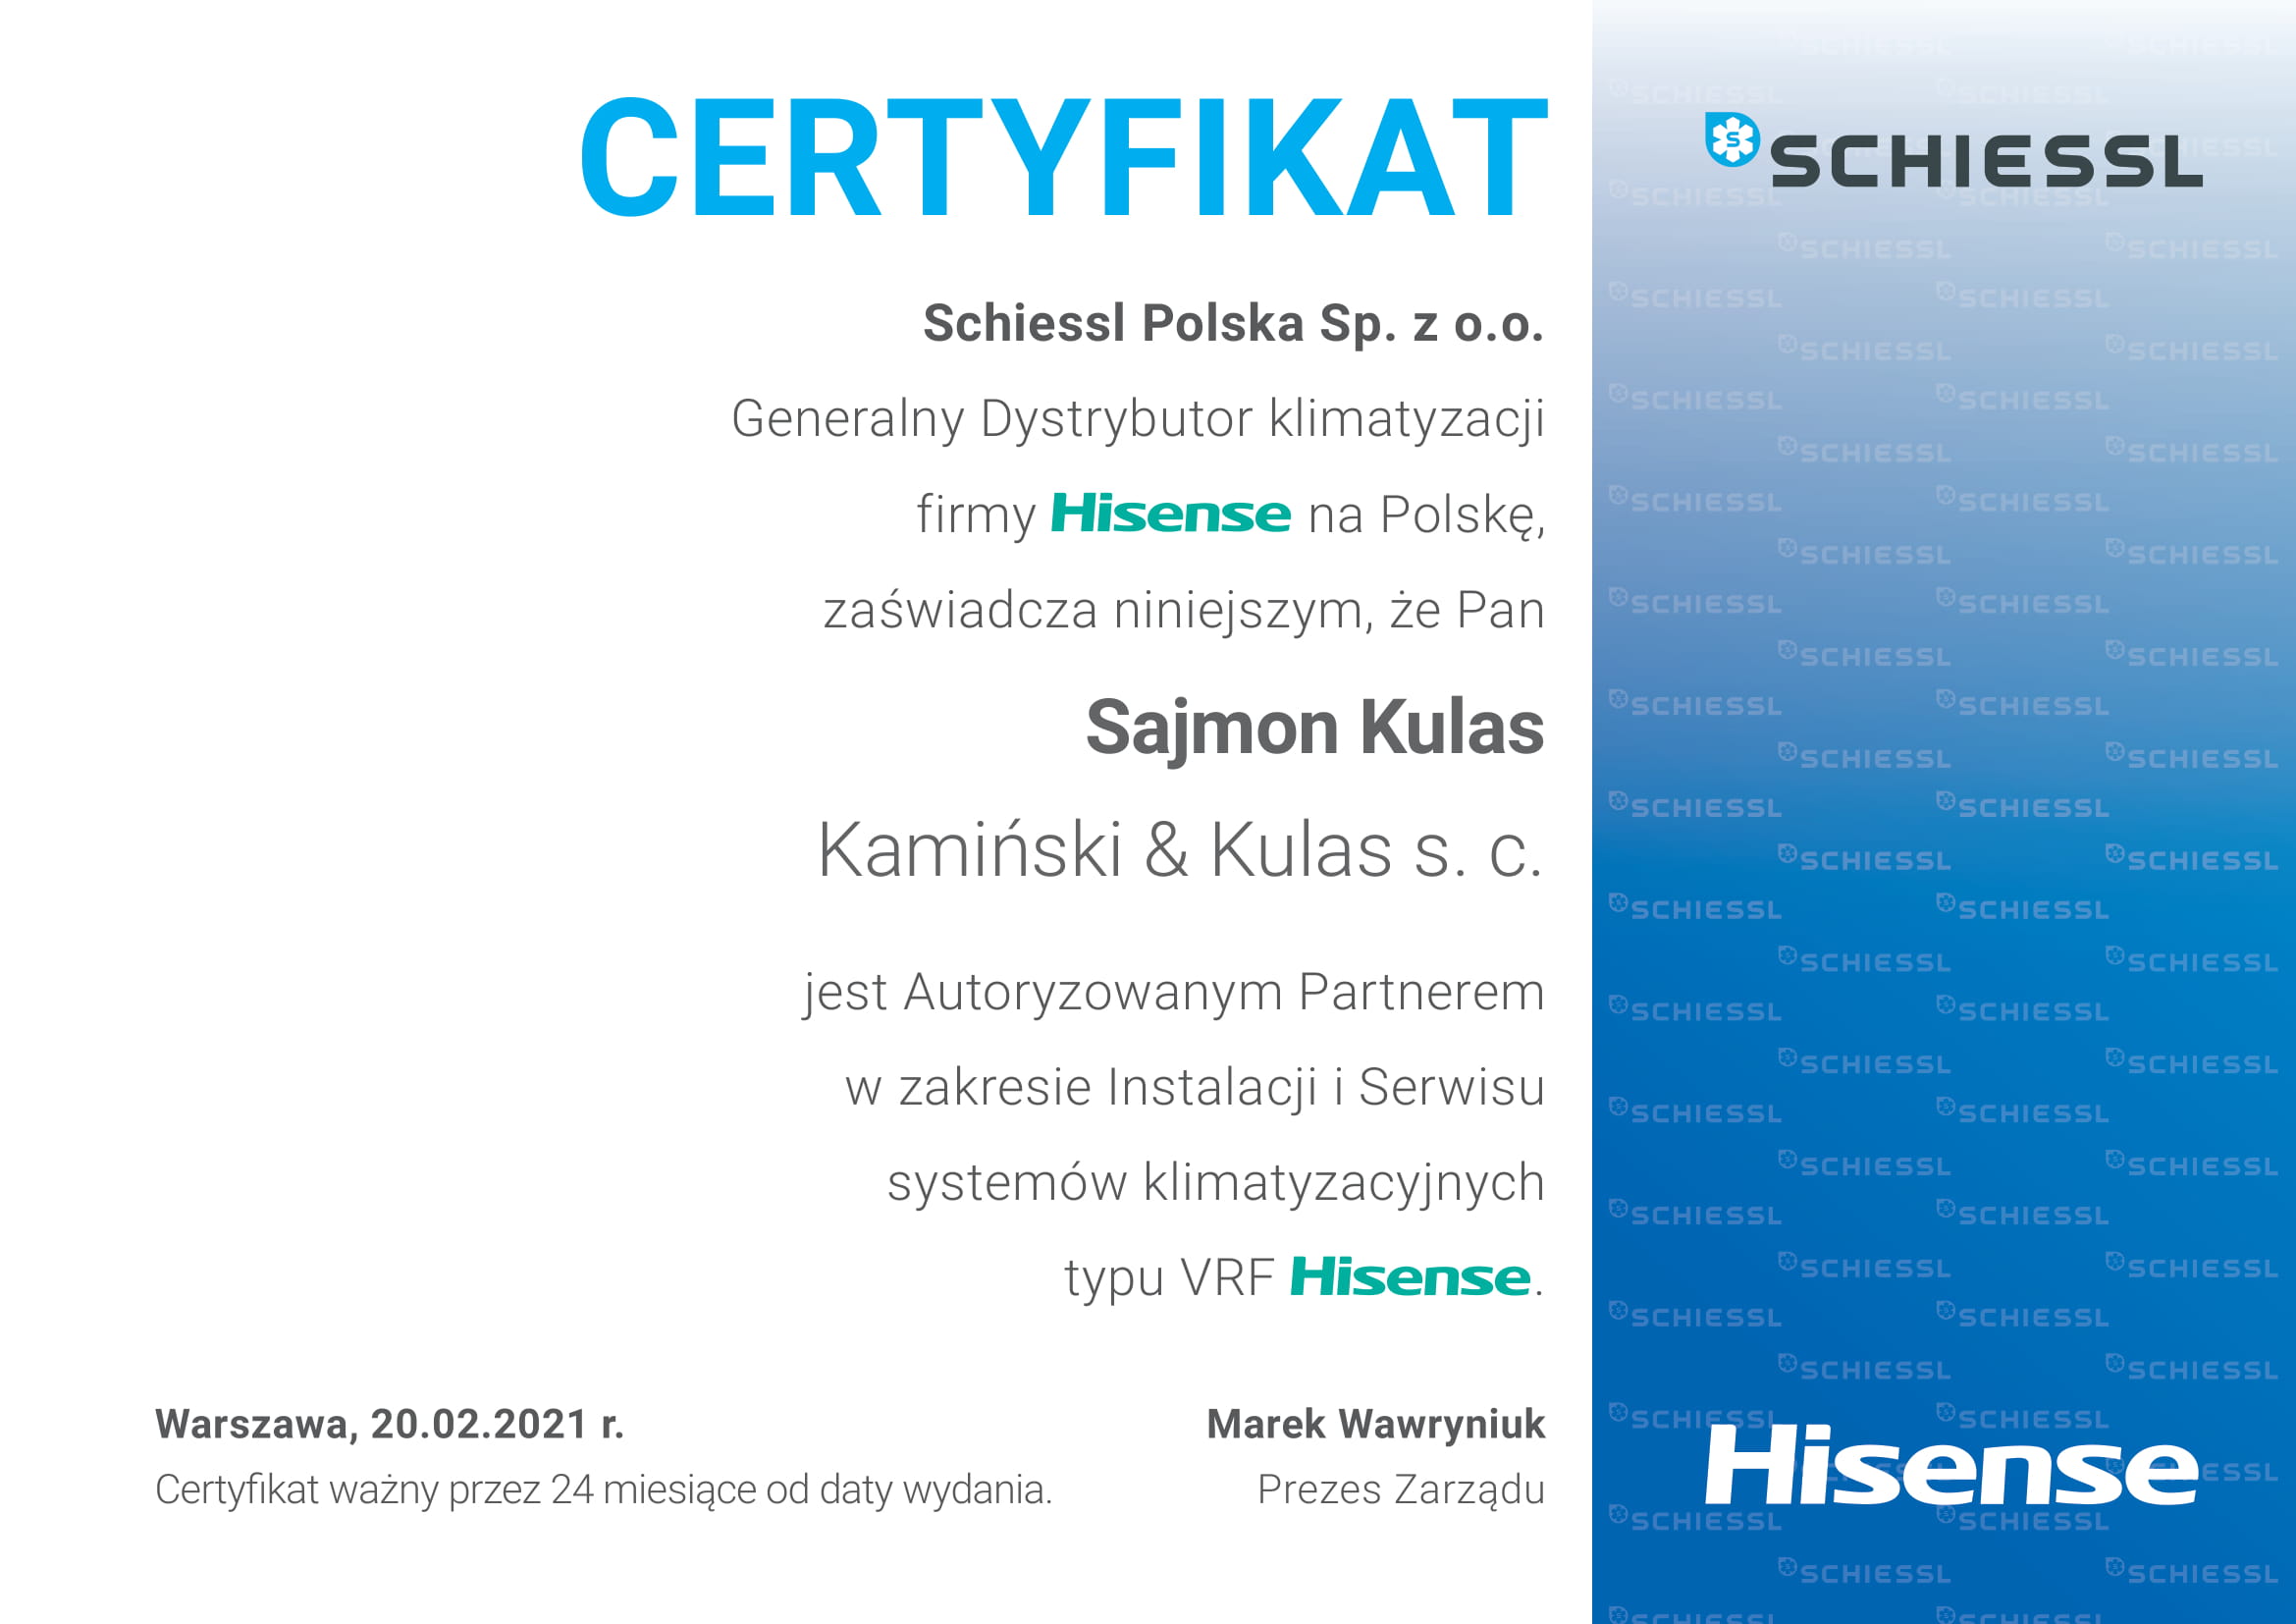 CERTYFIKAT
SCHIESSL
Schiessl Polska Sp. z o.o.
Generalny Dystrybutor klimatyzacji
firmy Hisense na Polskę,
zaświadcza niniejszym, że Pan
Sajmon Kulas
Kamiński & Kulas s. c.
jest Autoryzowanym Partnerem
w zakresie Instalacji i Serwisu
systemów klimatyzacyjnych
typu VRF Hisense.
Warszawa, 20.02.2021 r.
Certyfikat ważny przez 24 miesiące od daty wydania.
Marek Wawryniuk
Prezes Zarządu
Hisense